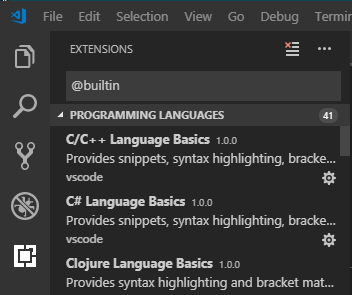 File Edit Selection View Go Debug Termin
EXTENSIONS
@builtin
PROGRAMMING LANGUAGES 41
C/C++ Language Basics 1.0.0
Provides snippets, syntax highlighting, bracke...
vscode
C# Language Basics 1.0.0
Provides snippets, syntax highlighting, bracke...
vscode
Clojure Language Basics 1.0.0
Provides syntax highlighting and bracket mat...